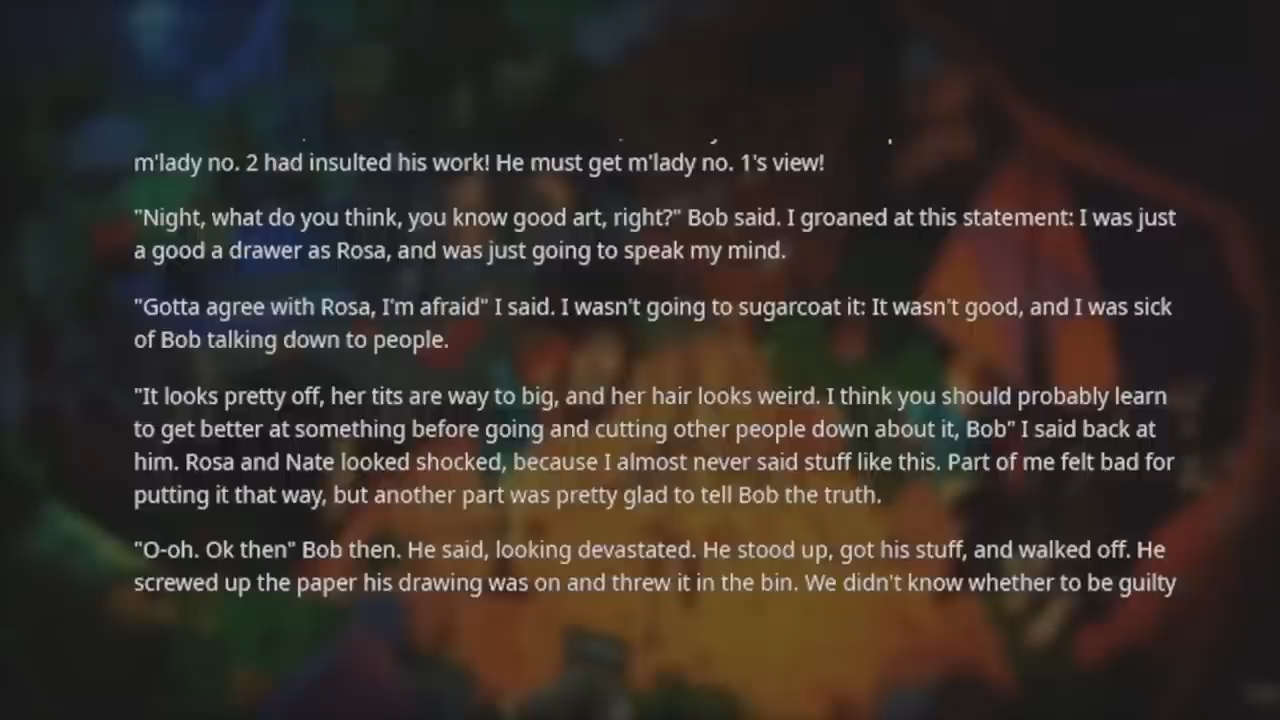 m'lady no. 2 had insulted his work! He must get m'lady no. 1's view!
"Night, what do you think, you know good art, right?" Bob said. I groaned at this statement: I was just
a good a drawer as Rosa, and was just going to speak my mind.
"Gotta agree with Rosa, I'm afraid" I said. I wasn't going to sugarcoat it: It wasn't good, and I was sick
of Bob talking down to people.
"It looks pretty off, her tits are way to big, and her hair looks weird. I think you should probably learn
to get better at something before going and cutting other people down about it, Bob" I said back at
him. Rosa and Nate looked shocked, because I almost never said stuff like this. Part of me felt bad for
putting it that way, but another part was pretty glad to tell Bob the truth.
"O-oh. Ok then" Bob then. He said, looking devastated. He stood up, got his stuff, and walked off. He
screwed up the paper his drawing was on and threw it in the bin. We didn't know whether to be guilty